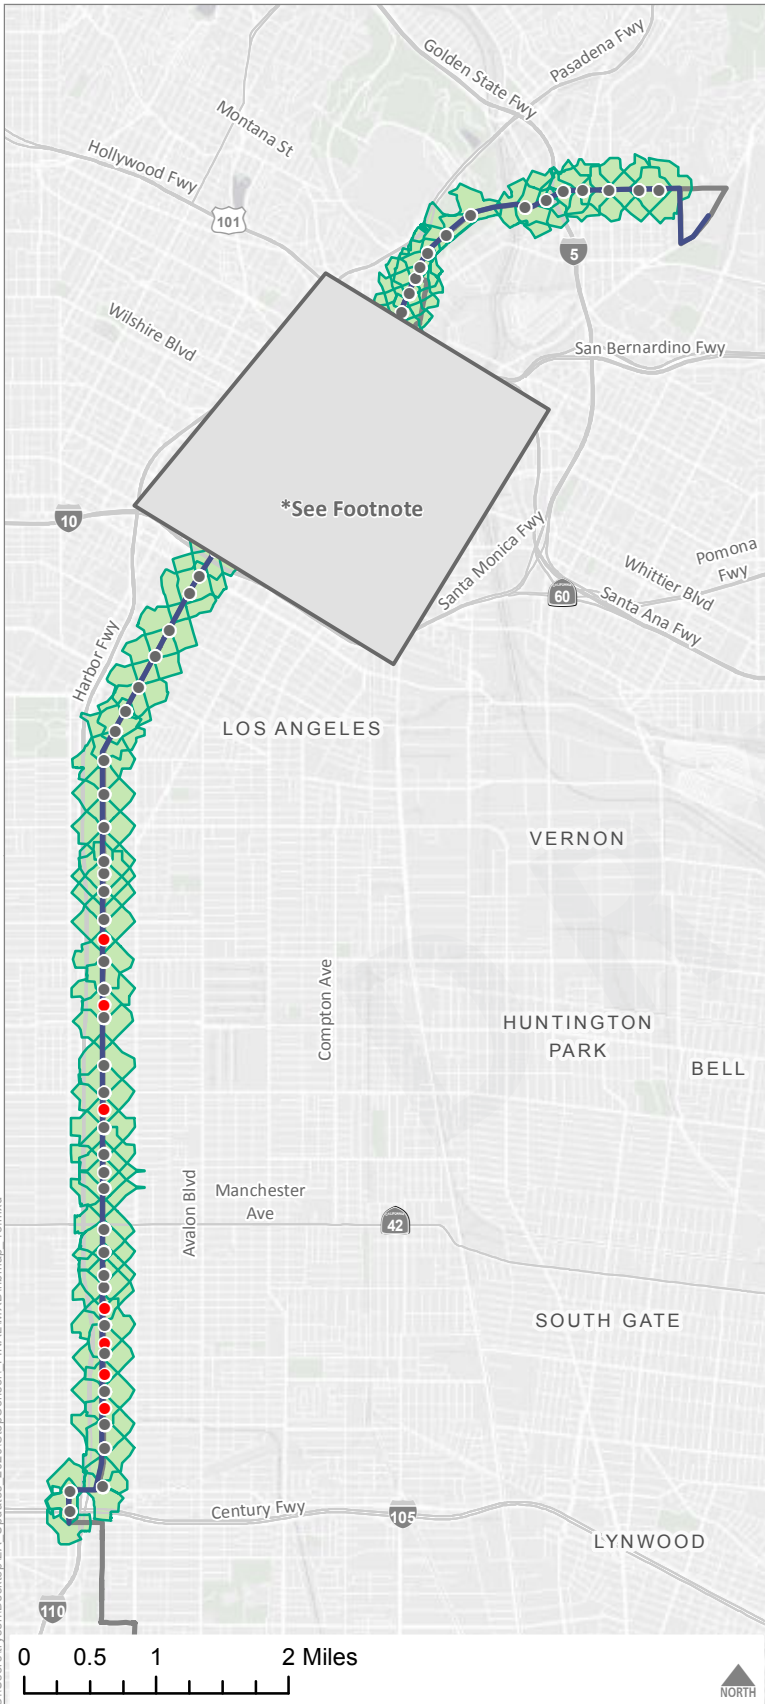 Golden State Fwy
Pasadena Fwy
Montana St
Hollywood Fwy
101
5
Wilshire Blvd
San Bernardino Fwy
*See Footnote
10
Santa Monica Fwy
Pomona
Fwy
Whittier Blvd
60
Santa Ana Fwy
Harbor Fwy
LOS ANGELES
VERNON
Compton Ave
HUNTINGTON
PARK
BELL
Avalon Blvd
Manchester
Ave
42
SOUTH GATE
Century Fwy
105
LYNWOOD
110
0 0.5 1 2 Miles
NORTH